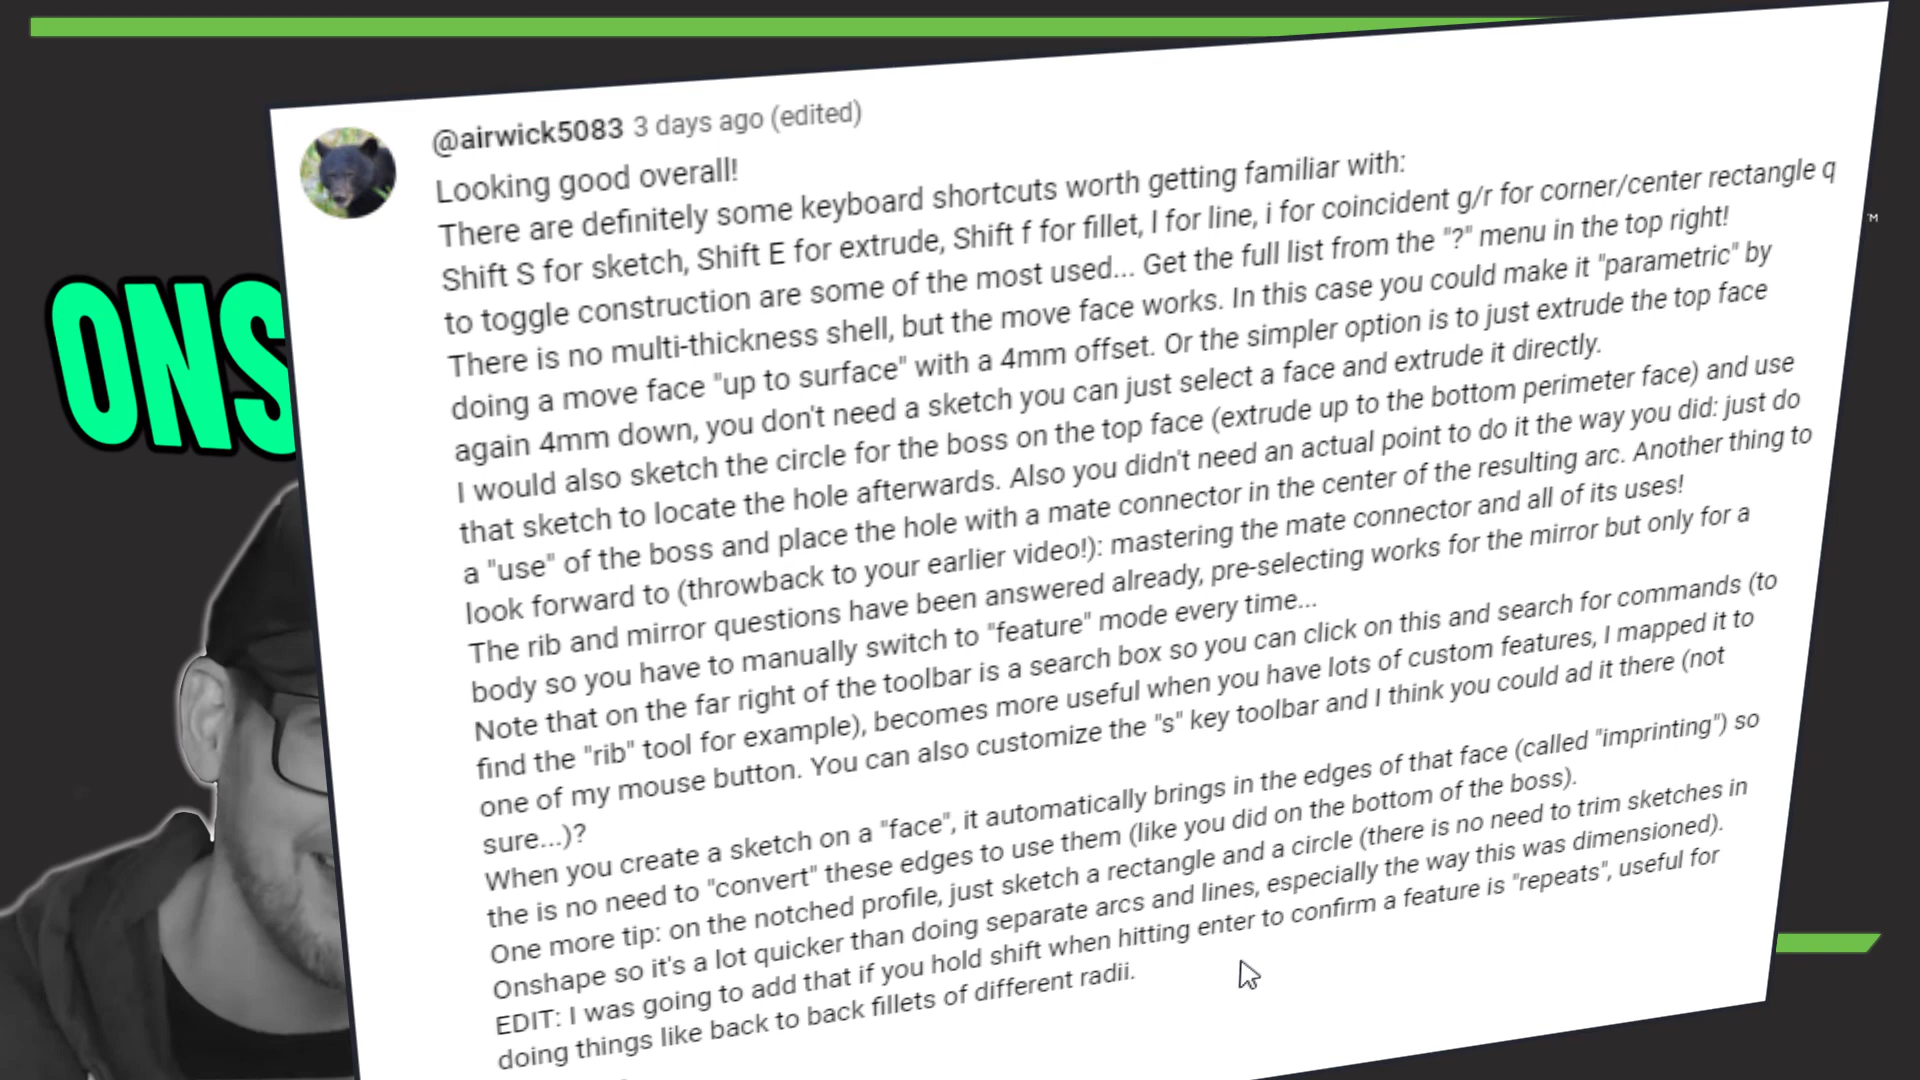 @airwick5083 3 days ago (edited)
Looking good overall!
There are definitely some keyboard shortcuts worth getting familiar with:
Shift S for sketch, Shift E for extrude, Shift f for fillet, l for line, i for coincident g/r for corner/center rectangle q
to toggle construction are some of the most used... Get the full list from the "?" menu in the top right!
There is no multi-thickness shell, but the move face works. In this case you could make it "parametric" by
doing a move face "up to surface" with a 4mm offset. Or the simpler option is to just extrude the top face
again 4mm down, you don't need a sketch you can just select a face and extrude it directly.
I would also sketch the circle for the boss on the top face (extrude up to the bottom perimeter face) and use
that sketch to locate the hole afterwards. Also you didn't need an actual point to do it the way you did: just do
a "use" of the boss and place the hole with a mate connector in the center of the resulting arc. Another thing to
look forward to (throwback to your earlier video!): mastering the mate connector and all of its uses!
The rib and mirror questions have been answered already, pre-selecting works for the mirror but only for a
body so you have to manually switch to "feature" mode every time...
Note that on the far right of the toolbar is a search box so you can click on this and search for commands (to
find the "rib" tool for example), becomes more useful when you have lots of custom features, I mapped it to
one of my mouse button. You can also customize the "s" key toolbar and I think you could ad it there (not
sure...)?
When you create a sketch on a "face", it automatically brings in the edges of that face (called "imprinting") so
the is no need to "convert" these edges to use them (like you did on the bottom of the boss).
One more tip: on the notched profile, just sketch a rectangle and a circle (there is no need to trim sketches in
Onshape so it's a lot quicker than doing separate arcs and lines, especially the way this was dimensioned).
EDIT: I was going to add that if you hold shift when hitting enter to confirm a feature is "repeats", useful for
doing things like back to back fillets of different radii.
ONS
TM